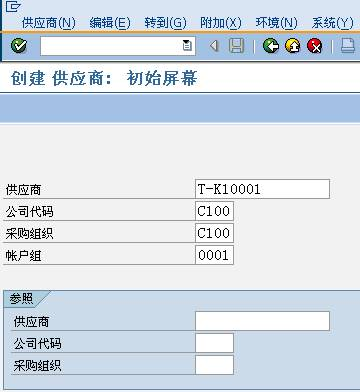 供应商(N) 编辑(E) 转到(G) 附加(X) 环境(N) 系统(Y)
创建 供应商: 初始屏幕
供应商 T-K10001
公司代码 C100
采购组织 C100
帐户组 0001
参照
供应商
公司代码
采购组织